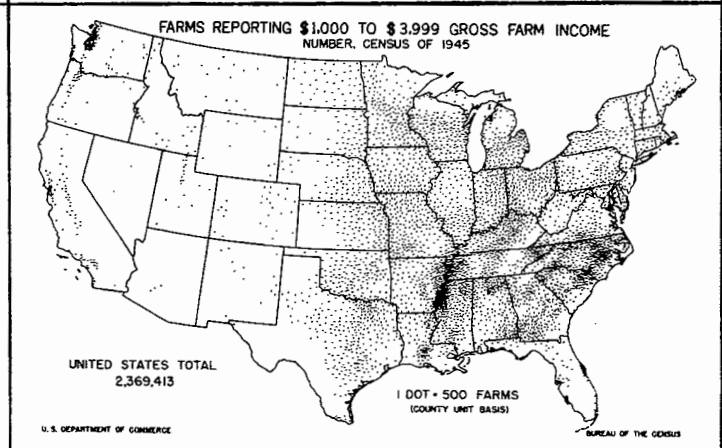 FARMS REPORTING $1,000 TO $3,999 GROSS FARM INCOME
NUMBER, CENSUS OF 1945
UNITED STATES TOTAL
2,369,413
1 DOT = 500 FARMS
(COUNTY UNIT BASIS)
U. S. DEPARTMENT OF COMMERCE
BUREAU OF THE CENSUS